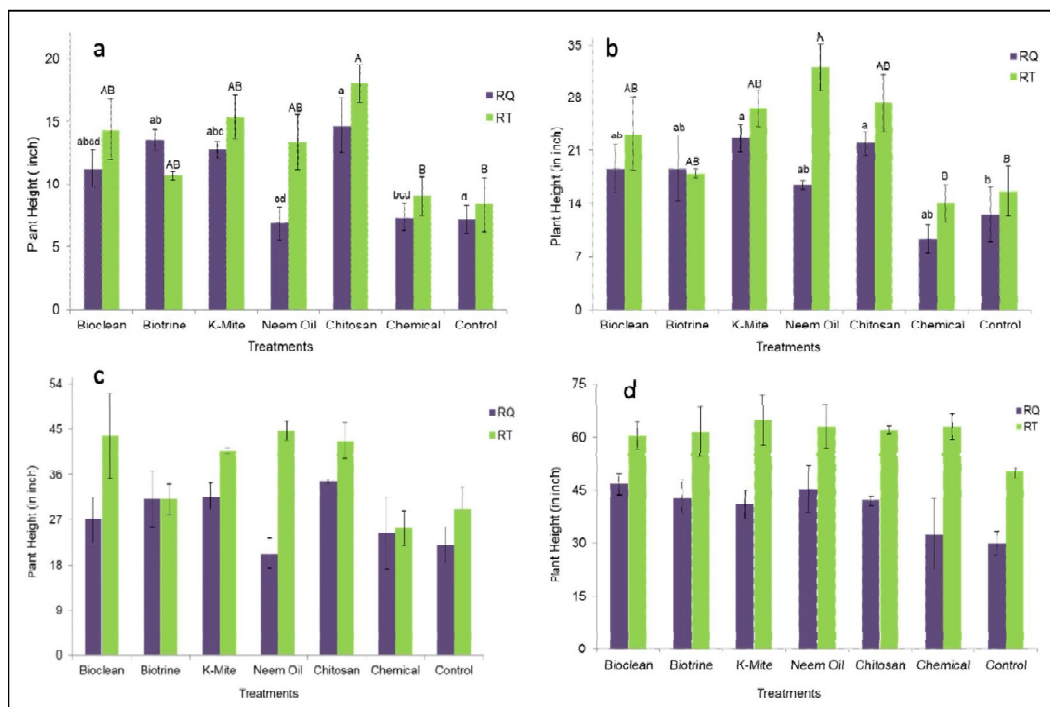 a
Plant Height ( inch)
20
15
10
5
0
abcd AB ab AB abc AB cd AB a A bcd B d B
RQ
RT
Bioclean Biotrine K-Mite Neem Oil Chitosan Chemical Control
Treatments
b
Plant Height (in inch)
35
28
21
14
7
0
ab AB ab AB a AB ab A a AB ab B b B
RQ
RT
Bioclean Biotrine K-Mite Neem Oil Chitosan Chemical Control
Treatments
c
Plant Height (in inch)
54
45
36
27
18
9
0
RQ
RT
Bioclean Biotrine K-Mite Neem Oil Chitosan Chemical Control
Treatments
d
Plant Height (in inch)
75
60
45
30
15
0
RQ
RT
Bioclean Biotrine K-Mite Neem Oil Chitosan Chemical Control
Treatments